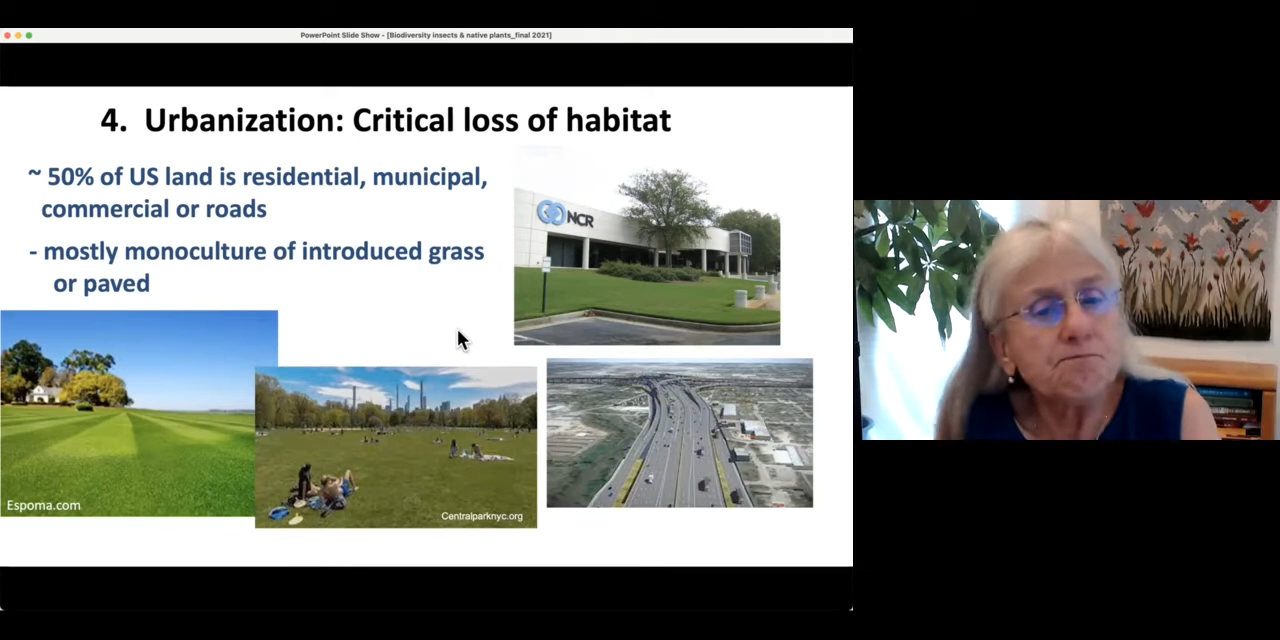 PowerPoint Slide Show - [Biodiversity insects & native plants_final 2021]
4. Urbanization: Critical loss of habitat
~ 50% of US land is residential, municipal,
commercial or roads
- mostly monoculture of introduced grass
or paved
NCR
Espoma.com
Centralparknyc.org